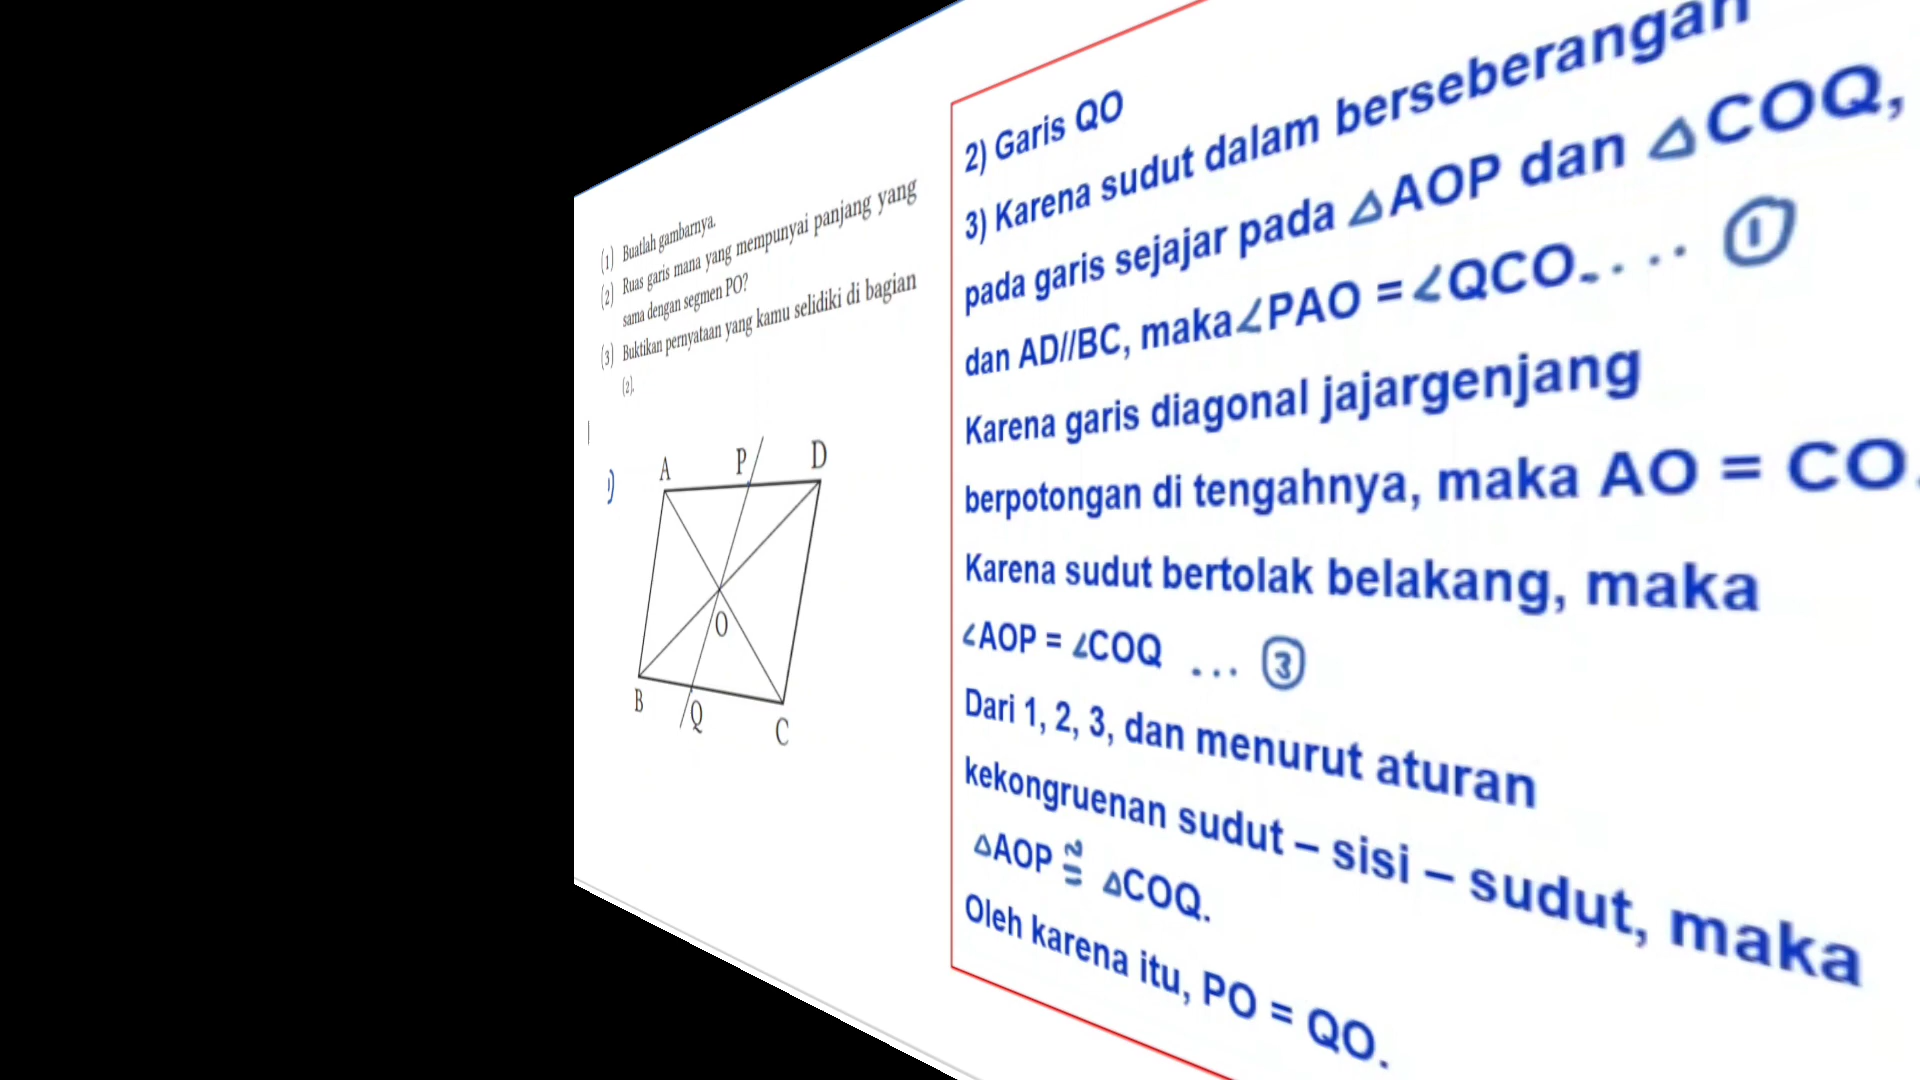 (1) Buatlah gambarnya.
(2) Ruas garis mana yang mempunyai panjang yang
sama dengan segmen PO?
(3) Buktikan pernyataan yang kamu selidiki di bagian
(2).
1)
A
P
D
O
B
Q
C
2) Garis QO
3) Karena sudut dalam berseberangan
pada garis sejajar pada △AOP dan △COQ,
dan AD//BC, maka∠PAO = ∠QCO.... ①
Karena garis diagonal jajargenjang
berpotongan di tengahnya, maka AO = CO.
Karena sudut bertolak belakang, maka
∠AOP = ∠COQ ... ③
Dari 1, 2, 3, dan menurut aturan
kekongruenan sudut – sisi – sudut, maka
△AOP ≅ △COQ.
Oleh karena itu, PO = QO.